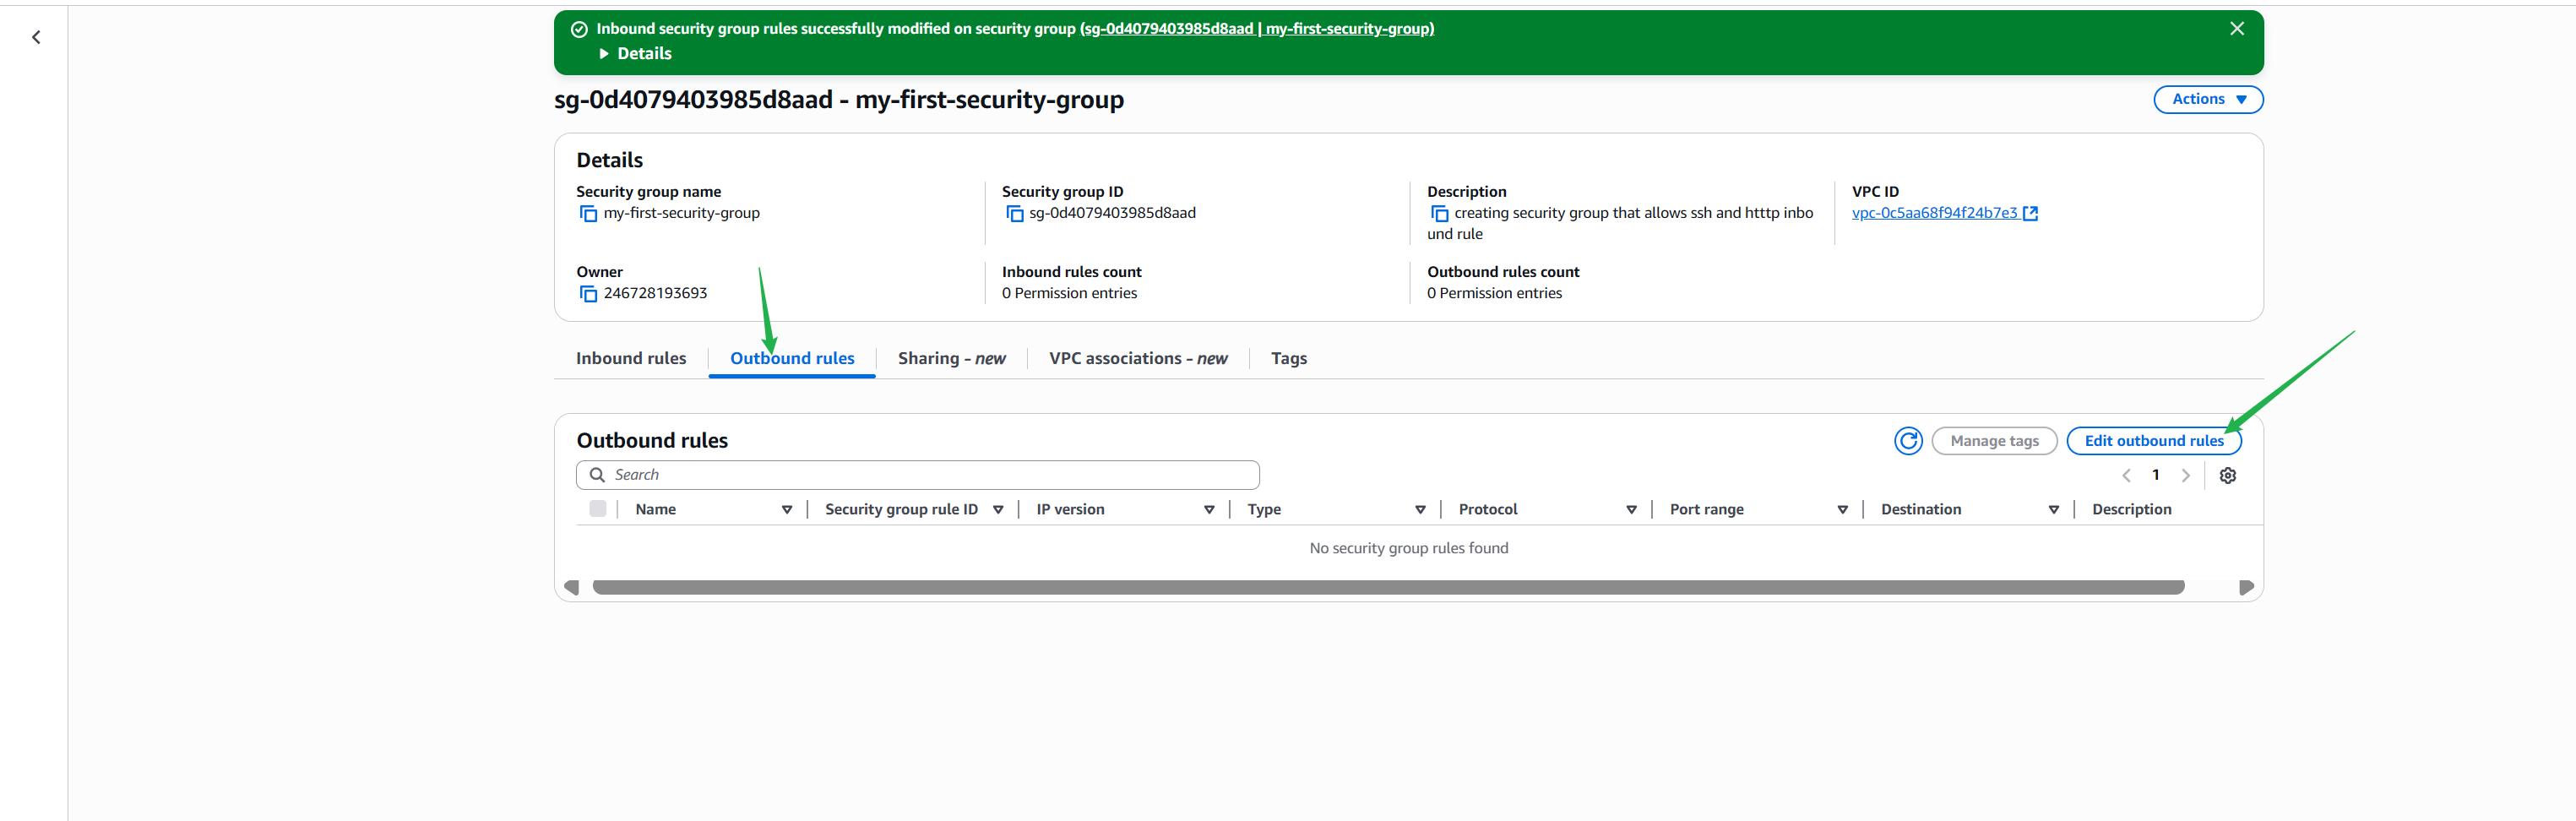 Inbound security group rules successfully modified on security group (sg-0d4079403985d8aad | my-first-security-group)
Details
sg-0d4079403985d8aad - my-first-security-group
Actions
Details
Security group name
my-first-security-group
Security group ID
sg-0d4079403985d8aad
Description
creating security group that allows ssh and htttp inbo
und rule
VPC ID
vpc-0c5aa68f94f24b7e3
Owner
246728193693
Inbound rules count
0 Permission entries
Outbound rules count
0 Permission entries
Inbound rules
Outbound rules
Sharing - new
VPC associations - new
Tags
Outbound rules
Manage tags
Edit outbound rules
Search
1
Name
Security group rule ID
IP version
Type
Protocol
Port range
Destination
Description
No security group rules found